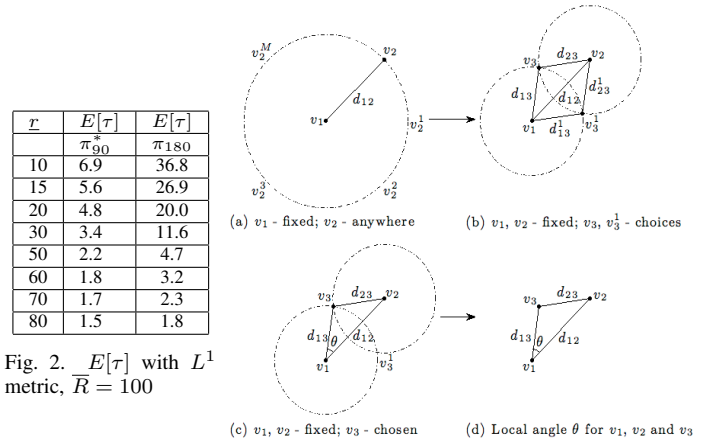 r E[τ] E[τ]
π*90 π180
10 6.9 36.8
15 5.6 26.9
20 4.8 20.0
30 3.4 11.6
50 2.2 4.7
60 1.8 3.2
70 1.7 2.3
80 1.5 1.8
Fig. 2. E[τ] with L¹
metric, R̅ = 100
v₂ᴹ
v₂
d₁₂
v₁
v₂¹
v₂³
v₂²
(a) v₁ - fixed; v₂ - anywhere
v₃
d₂₃
v₂
d₁₃
d₁₂
d¹₂₃
v₁
d¹₁₃
v₃¹
(b) v₁, v₂ - fixed; v₃, v₃¹ - choices
v₃
d₂₃
v₂
d₁₃
θ
d₁₂
v₁
v₃¹
(c) v₁, v₂ - fixed; v₃ - chosen
v₃
d₂₃
v₂
d₁₃
θ
d₁₂
v₁
(d) Local angle θ for v₁, v₂ and v₃